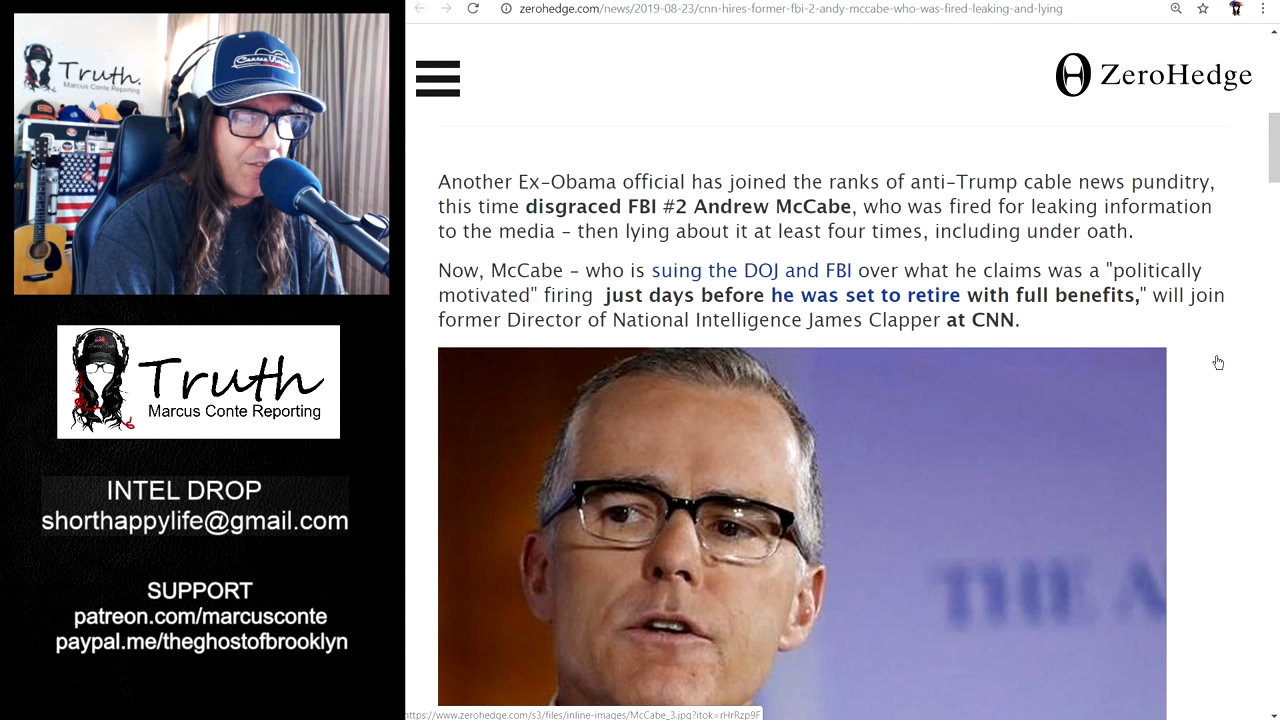 Truth.
Marcus Conte Reporting
Truth
Marcus Conte Reporting
INTEL DROP
shorthappylife@gmail.com
SUPPORT
patreon.com/marcusconte
paypal.me/theghostofbrooklyn
zerohedge.com/news/2019-08-23/cnn-hires-former-fbi-2-andy-mccabe-who-was-fired-leaking-and-lying
ZeroHedge
Another Ex-Obama official has joined the ranks of anti-Trump cable news punditry,
this time disgraced FBI #2 Andrew McCabe, who was fired for leaking information
to the media – then lying about it at least four times, including under oath.
Now, McCabe – who is suing the DOJ and FBI over what he claims was a "politically
motivated" firing just days before he was set to retire with full benefits," will join
former Director of National Intelligence James Clapper at CNN.
THE A
https://www.zerohedge.com/s3/files/inline-images/McCabe_3.jpg?itok=rHrRzp9F